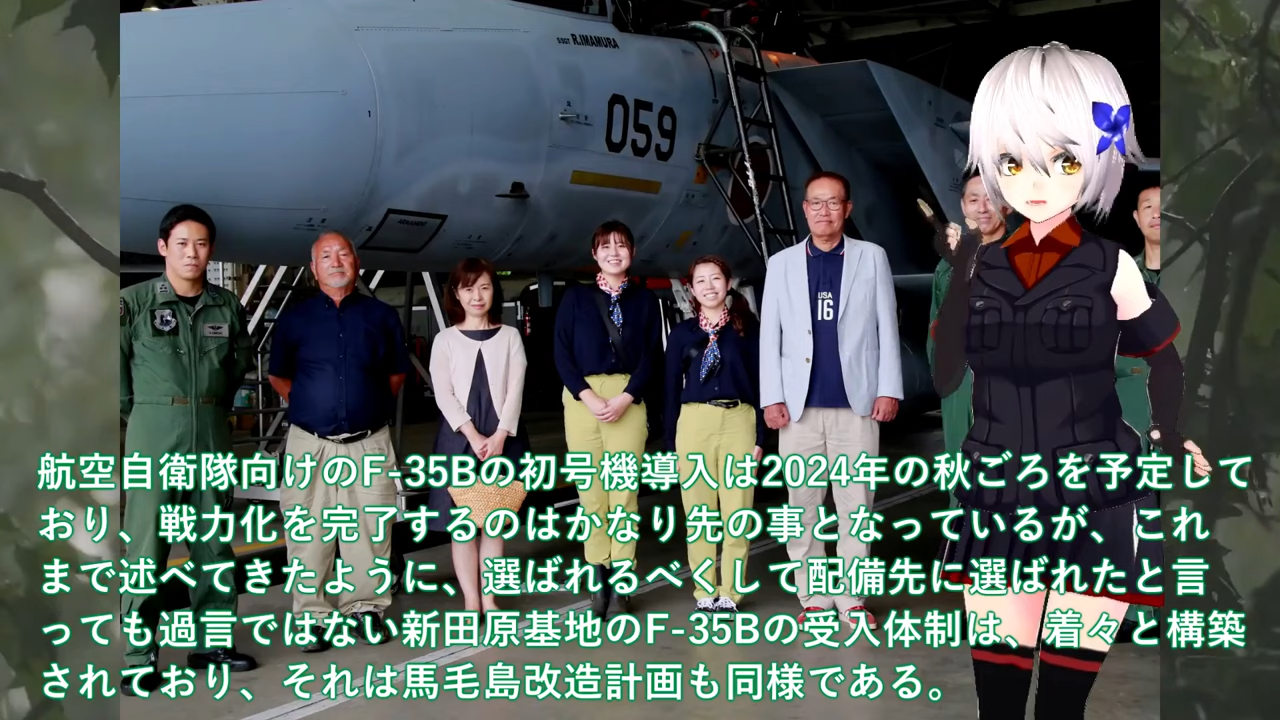 SSGT R.IMAMURA
059
USA
16
航空自衛隊向けのF-35Bの初号機導入は2024年の秋ごろを予定して
おり、戦力化を完了するのはかなり先の事となっているが、これ
まで述べてきたように、選ばれるべくして配備先に選ばれたと言
っても過言ではない新田原基地のF-35Bの受入体制は、着々と構築
されており、それは馬毛島改造計画も同様である。